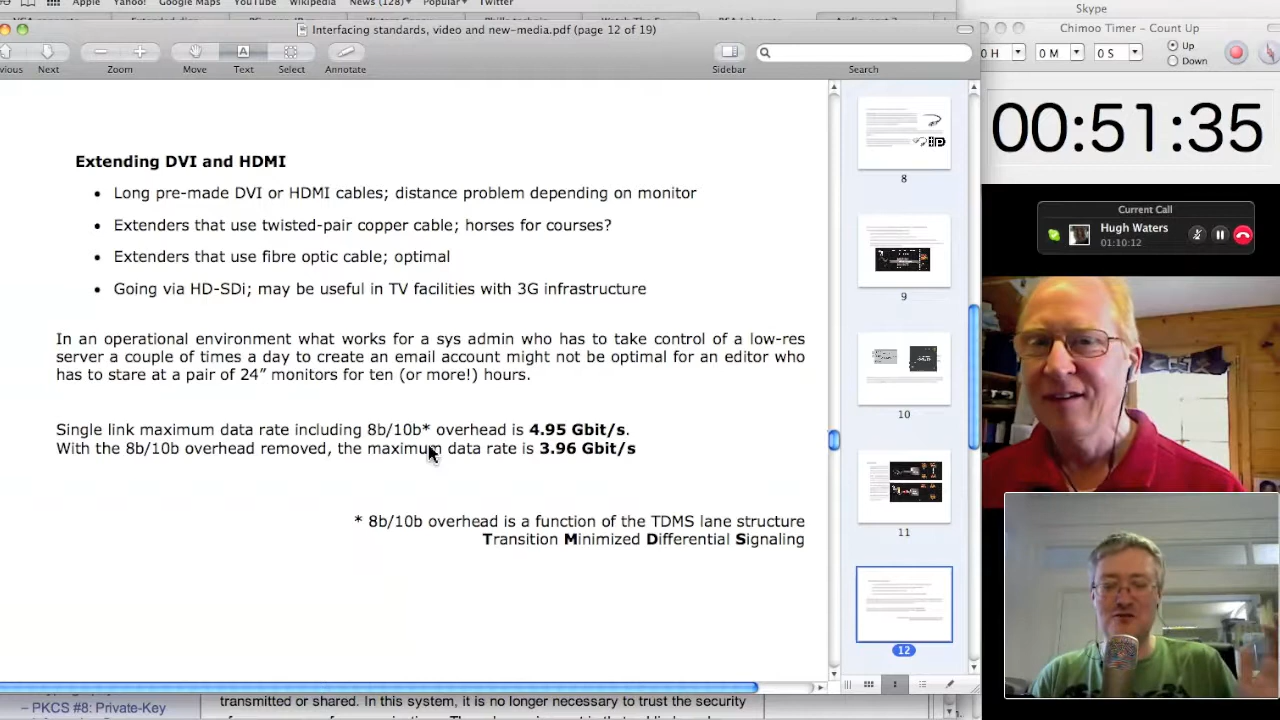 Apple
Yahoo!
Google Maps
YouTube
Wikipedia
News (128)
Popular
Twitter
Skype
Interfacing standards, video and new-media.pdf (page 12 of 19)
Chimoo Timer – Count Up
0 H
0 M
0 S
Up
Down
vious
Next
Zoom
Move
Text
Select
Annotate
Sidebar
Search
00:51:35
Extending DVI and HDMI
• Long pre-made DVI or HDMI cables; distance problem depending on monitor
• Extenders that use twisted-pair copper cable; horses for courses?
• Extenders that use fibre optic cable; optimal
• Going via HD-SDi; may be useful in TV facilities with 3G infrastructure
In an operational environment what works for a sys admin who has to take control of a low-res
server a couple of times a day to create an email account might not be optimal for an editor who
has to stare at a pair of 24” monitors for ten (or more!) hours.
Single link maximum data rate including 8b/10b* overhead is 4.95 Gbit/s.
With the 8b/10b overhead removed, the maximum data rate is 3.96 Gbit/s
* 8b/10b overhead is a function of the TDMS lane structure
Transition Minimized Differential Signaling
8
9
10
11
12
Current Call
Hugh Waters
01:10:12
– PKCS #8: Private-Key
transmitted or shared. In this system, it is no longer necessary to trust the security